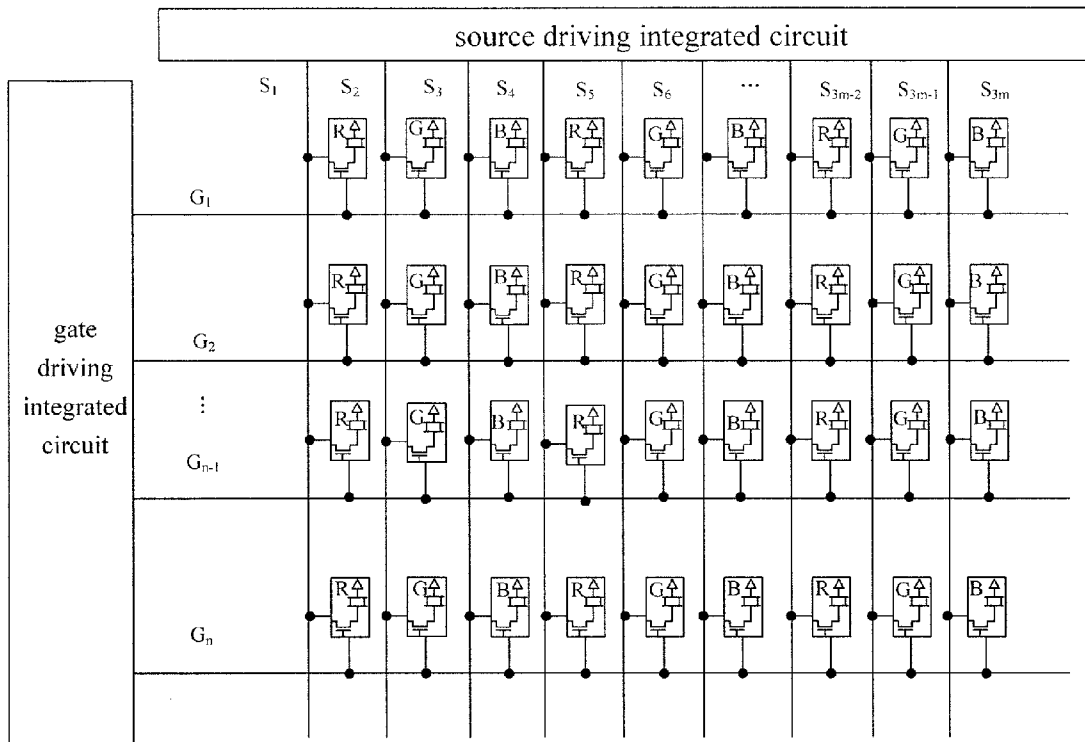 source driving integrated circuit
S1 S2 S3 S4 S5 S6 ... S3m-2 S3m-1 S3m
R G B R G B R G B
G1
R G B R G B R G B
G2
gate
driving
integrated
circuit
⋮
R G B R G B R G B
Gn-1
R G B R G B R G B
Gn